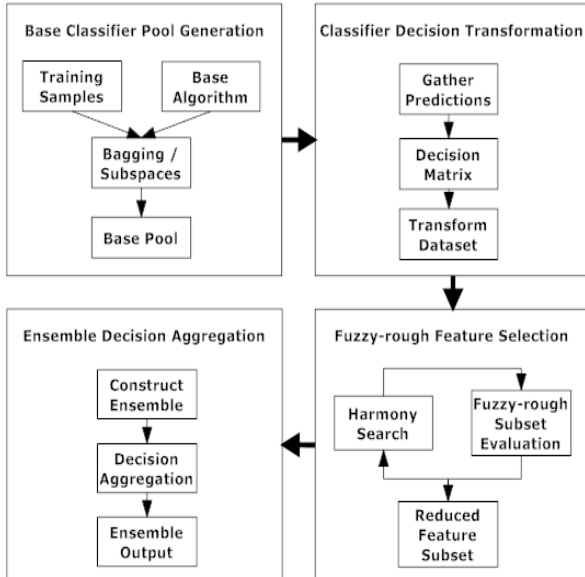 Base Classifier Pool Generation
Training
Samples
Base
Algorithm
Bagging /
Subspaces
Base Pool
Classifier Decision Transformation
Gather
Predictions
Decision
Matrix
Transform
Dataset
Ensemble Decision Aggregation
Construct
Ensemble
Decision
Aggregation
Ensemble
Output
Fuzzy-rough Feature Selection
Harmony
Search
Fuzzy-rough
Subset
Evaluation
Reduced
Feature
Subset